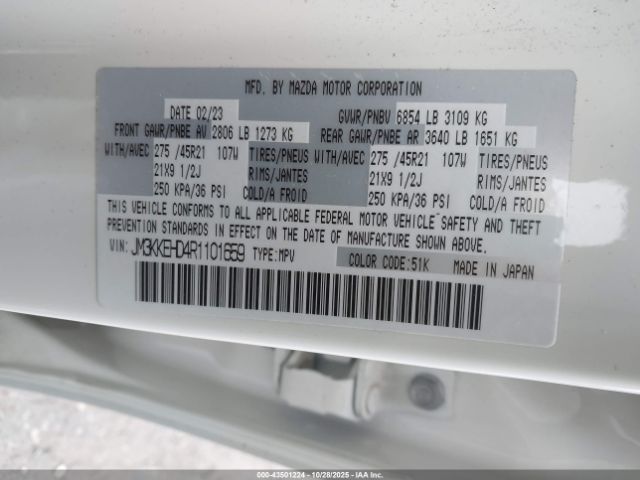 MFD. BY MAZDA MOTOR CORPORATION
DATE 02/23 GVWR/PNBV 6854 LB 3109 KG
FRONT GAWR/PNBE AV 2806 LB 1273 KG REAR GAWR/PNBE AR 3640 LB 1651 KG
WITH/AVEC 275 /45R21 107W TIRES/PNEUS WITH/AVEC 275 /45R21 107W TIRES/PNEUS
21X9 1/2J RIMS/JANTES 21X9 1/2J RIMS/JANTES
250 KPA/36 PSI COLD/A FROID 250 KPA/36 PSI COLD/A FROID
THIS VEHICLE CONFORMS TO ALL APPLICABLE FEDERAL MOTOR VEHICLE SAFETY AND THEFT
PREVENTION STANDARDS IN EFFECT ON THE DATE OF MANUFACTURE SHOWN ABOVE.
VIN: JM3KKEHD4R1101659 TYPE: MPV COLOR CODE: 51K MADE IN JAPAN
000-43501224 | 10/28/2025 | IAAI.COM